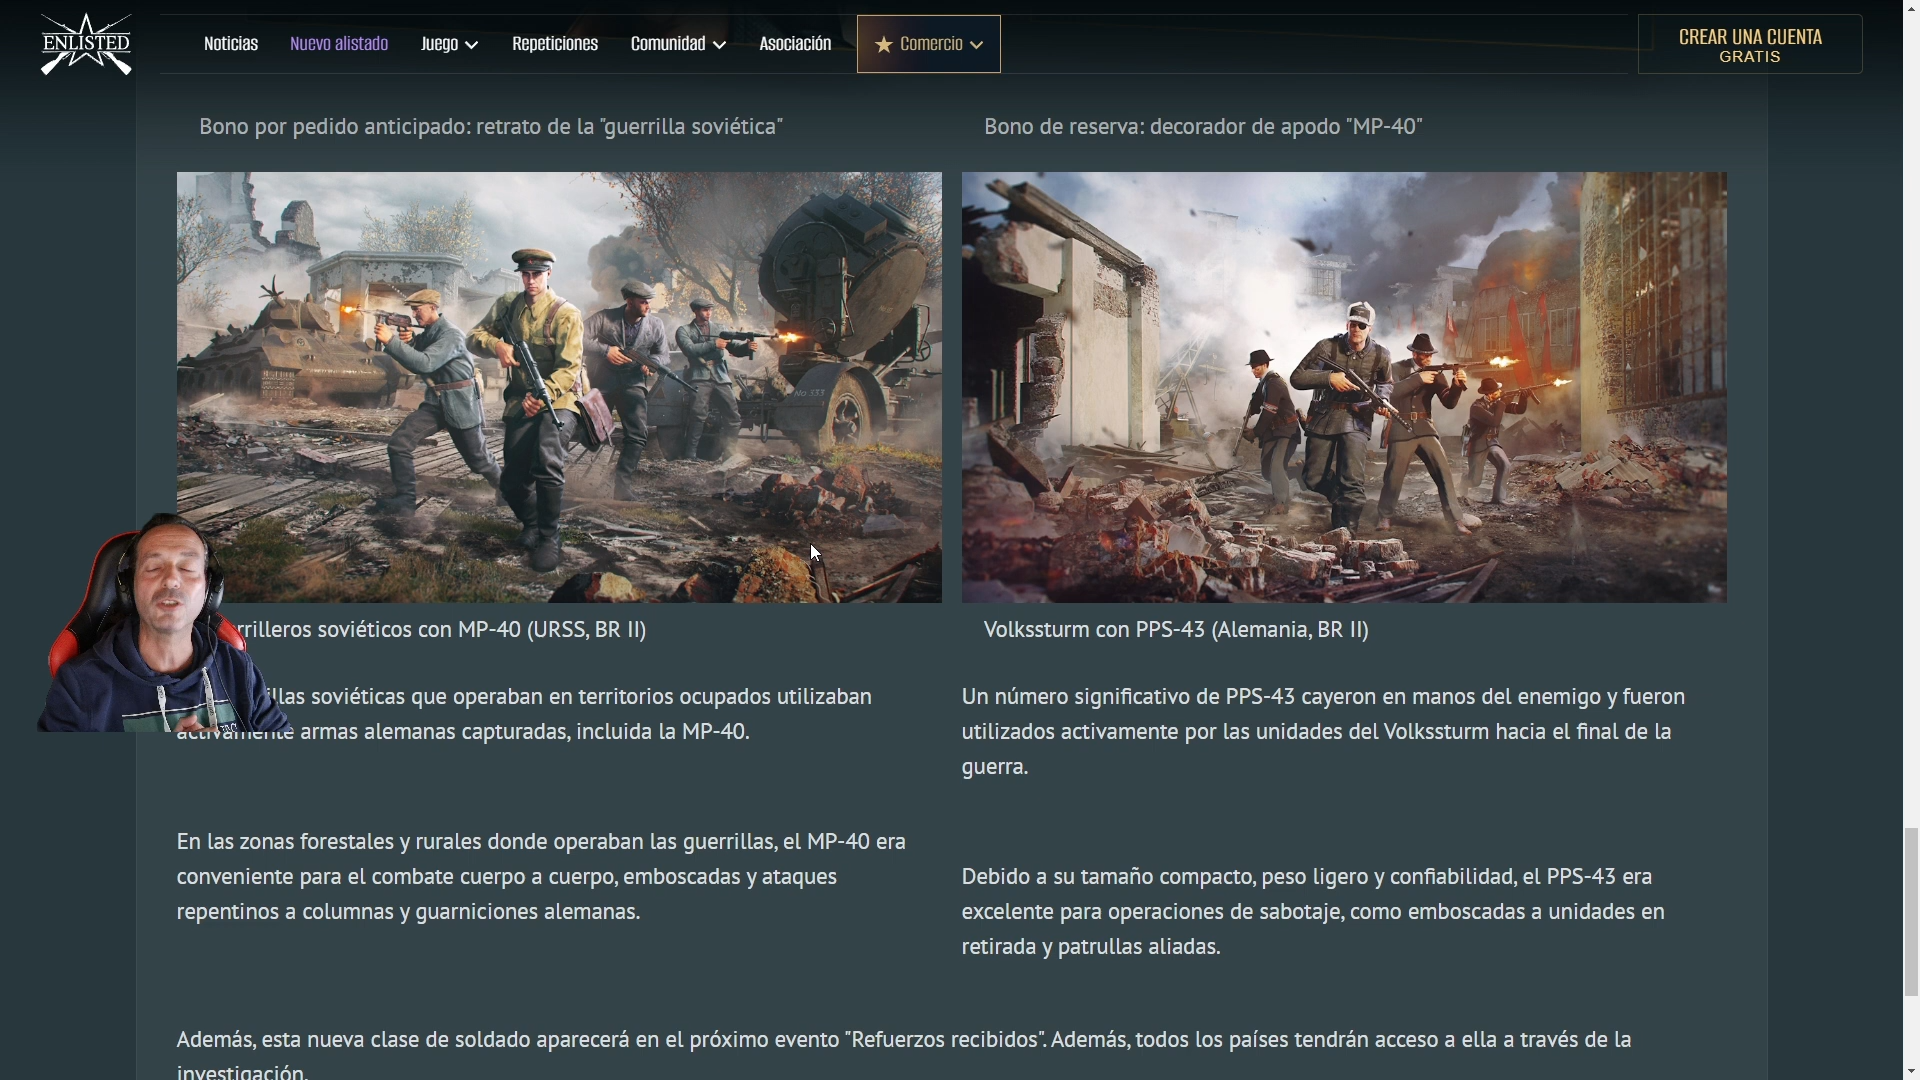 ENLISTED
Noticias
Nuevo alistado
Juego
Repeticiones
Comunidad
Asociación
Comercio
CREAR UNA CUENTA
GRATIS
Bono por pedido anticipado: retrato de la "guerrilla soviética"
Bono de reserva: decorador de apodo "MP-40"
No.333
rrilleros soviéticos con MP-40 (URSS, BR II)
Volkssturm con PPS-43 (Alemania, BR II)
illas soviéticas que operaban en territorios ocupados utilizaban
activamente armas alemanas capturadas, incluida la MP-40.
En las zonas forestales y rurales donde operaban las guerrillas, el MP-40 era
conveniente para el combate cuerpo a cuerpo, emboscadas y ataques
repentinos a columnas y guarniciones alemanas.
Un número significativo de PPS-43 cayeron en manos del enemigo y fueron
utilizados activamente por las unidades del Volkssturm hacia el final de la
guerra.
Debido a su tamaño compacto, peso ligero y confiabilidad, el PPS-43 era
excelente para operaciones de sabotaje, como emboscadas a unidades en
retirada y patrullas aliadas.
Además, esta nueva clase de soldado aparecerá en el próximo evento "Refuerzos recibidos". Además, todos los países tendrán acceso a ella a través de la
investigación.